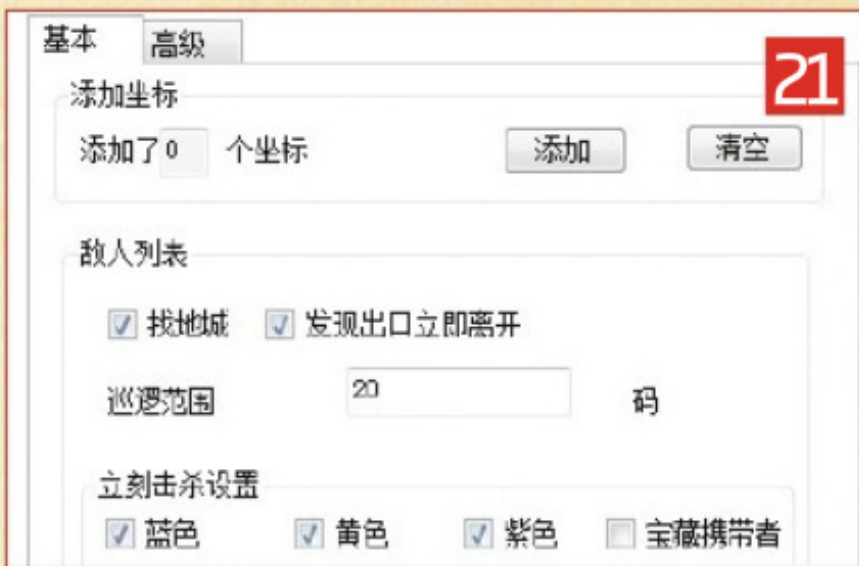 基本 高级
21
添加坐标
添加了 0 个坐标 添加 清空
敌人列表
找地城 发现出口立即离开
巡逻范围 20 码
立刻击杀设置
蓝色 黄色 紫色 宝藏携带者